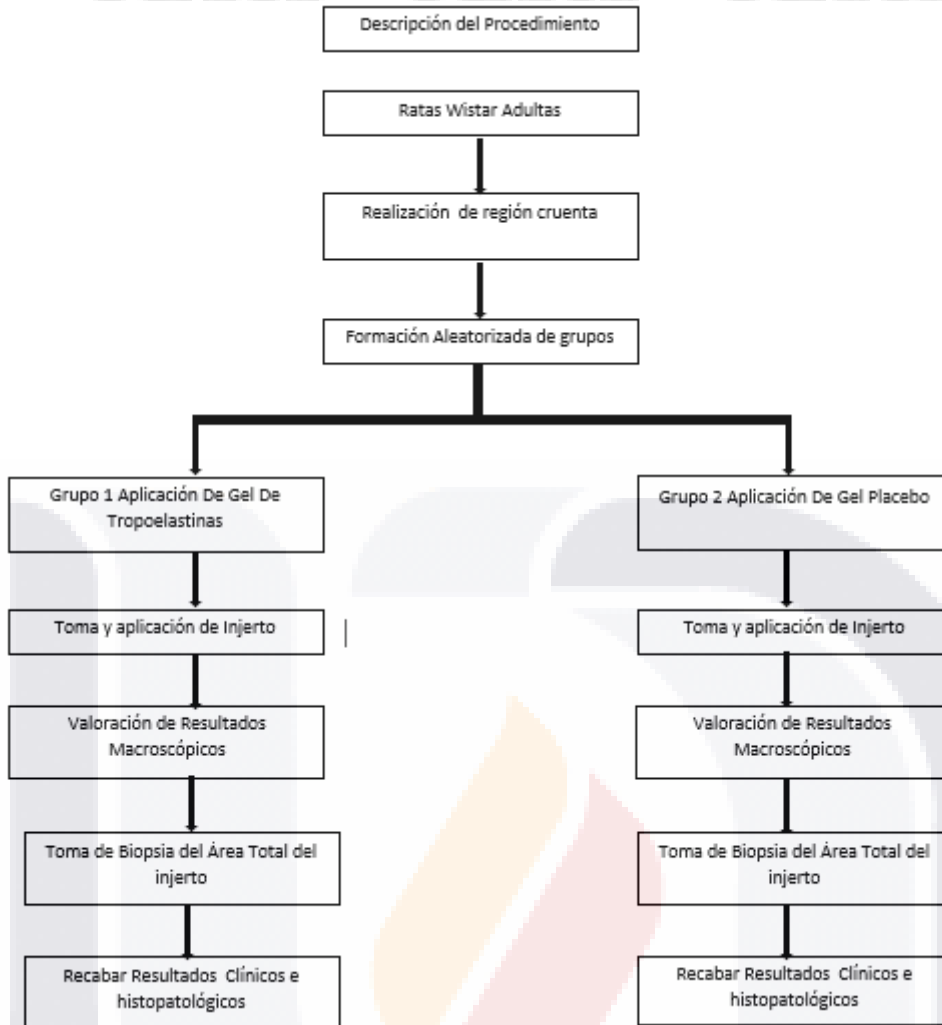 Descripción del Procedimiento
Ratas Wistar Adultas
Realización de región cruenta
Formación Aleatorizada de grupos
Grupo 1 Aplicación De Gel De
Tropoelastinas
Toma y aplicación de Injerto
Valoración de Resultados
Macroscópicos
Toma de Biopsia del Área Total del
injerto
Recabar Resultados Clínicos e
histopatológicos
Grupo 2 Aplicación De Gel Placebo
Toma y aplicación de Injerto
Valoración de Resultados
Macroscópicos
Toma de Biopsia del Área Total del
injerto
Recabar Resultados Clínicos e
histopatológicos